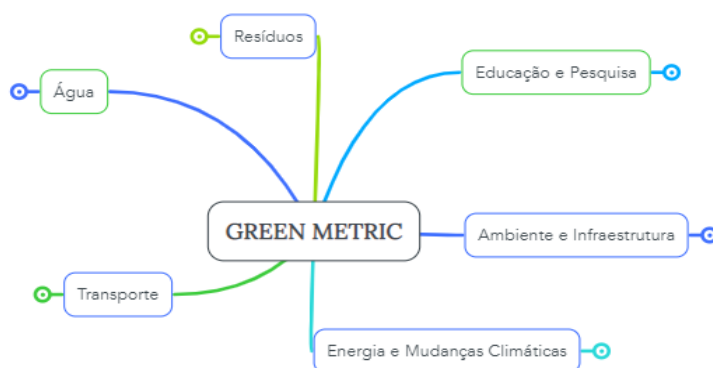 Resíduos
Educação e Pesquisa
Água
GREEN METRIC
Ambiente e Infraestrutura
Transporte
Energia e Mudanças Climáticas